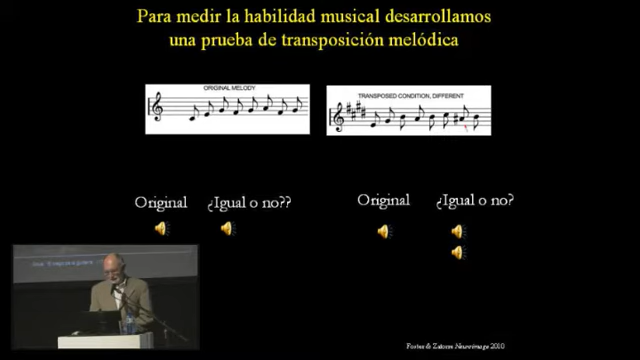 Para medir la habilidad musical desarrollamos
una prueba de transposición melódica
ORIGINAL MELODY
TRANSPOSED CONDITION, DIFFERENT
Original ¿Igual o no??
Original ¿Igual o no?
Foster & Zatorre Neuroimage 2010